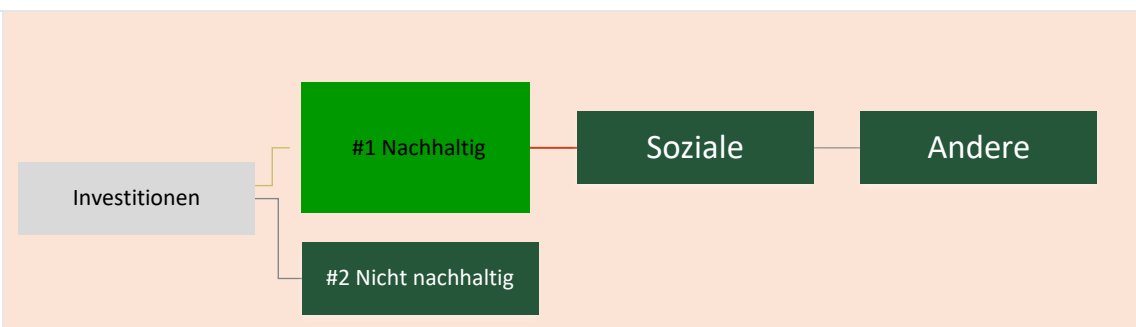 Investitionen
#1 Nachhaltig
Soziale
Andere
#2 Nicht nachhaltig